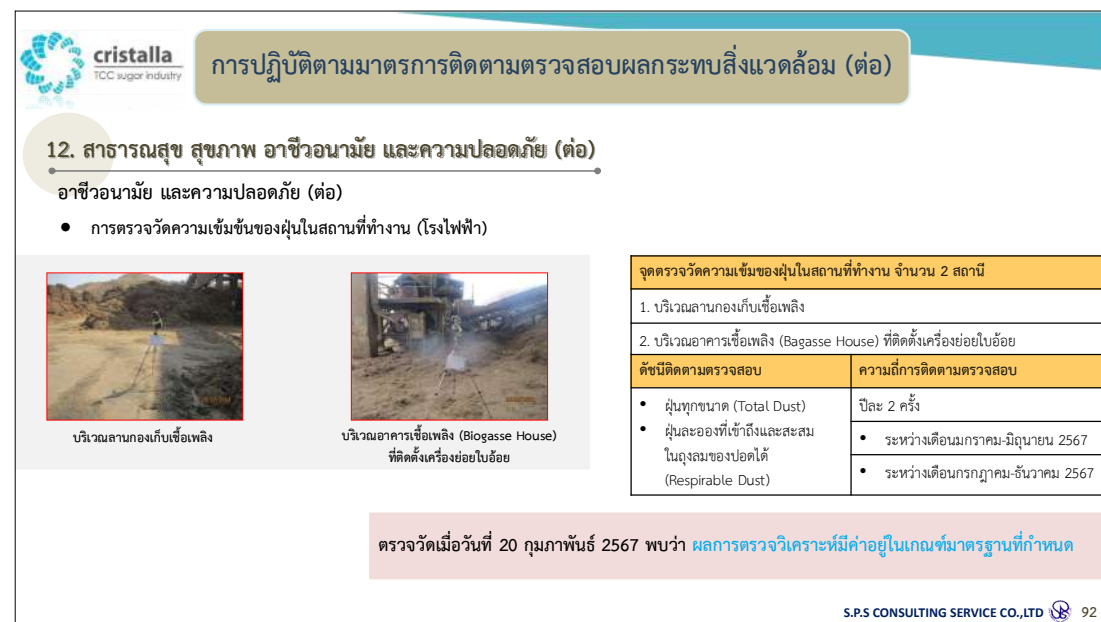 cristalla
TCC sugar industry
การปฏิบัติตามมาตรการติดตามตรวจสอบผลกระทบสิ่งแวดล้อม (ต่อ)
12. สาธารณสุข สุขภาพ อาชีวอนามัย และความปลอดภัย (ต่อ)
อาชีวอนามัย และความปลอดภัย (ต่อ)
• การตรวจวัดความเข้มข้นของฝุ่นในสถานที่ทำงาน (โรงไฟฟ้า)
บริเวณลานกองเก็บเชื้อเพลิง
บริเวณอาคารเชื้อเพลิง (Biogasse House)
ที่ติดตั้งเครื่องย่อยใบอ้อย
จุดตรวจวัดความเข้มของฝุ่นในสถานที่ทำงาน จำนวน 2 สถานี
1. บริเวณลานกองเก็บเชื้อเพลิง
2. บริเวณอาคารเชื้อเพลิง (Bagasse House) ที่ติดตั้งเครื่องย่อยใบอ้อย
ดัชนีติดตามตรวจสอบ
• ฝุ่นทุกขนาด (Total Dust)
• ฝุ่นละอองที่เข้าถึงและสะสม
ในถุงลมของปอดได้
(Respirable Dust)
ความถี่การติดตามตรวจสอบ
ปีละ 2 ครั้ง
• ระหว่างเดือนมกราคม-มิถุนายน 2567
• ระหว่างเดือนกรกฎาคม-ธันวาคม 2567
ตรวจวัดเมื่อวันที่ 20 กุมภาพันธ์ 2567 พบว่า ผลการตรวจวิเคราะห์มีค่าอยู่ในเกณฑ์มาตรฐานที่กำหนด
S.P.S CONSULTING SERVICE CO.,LTD 92